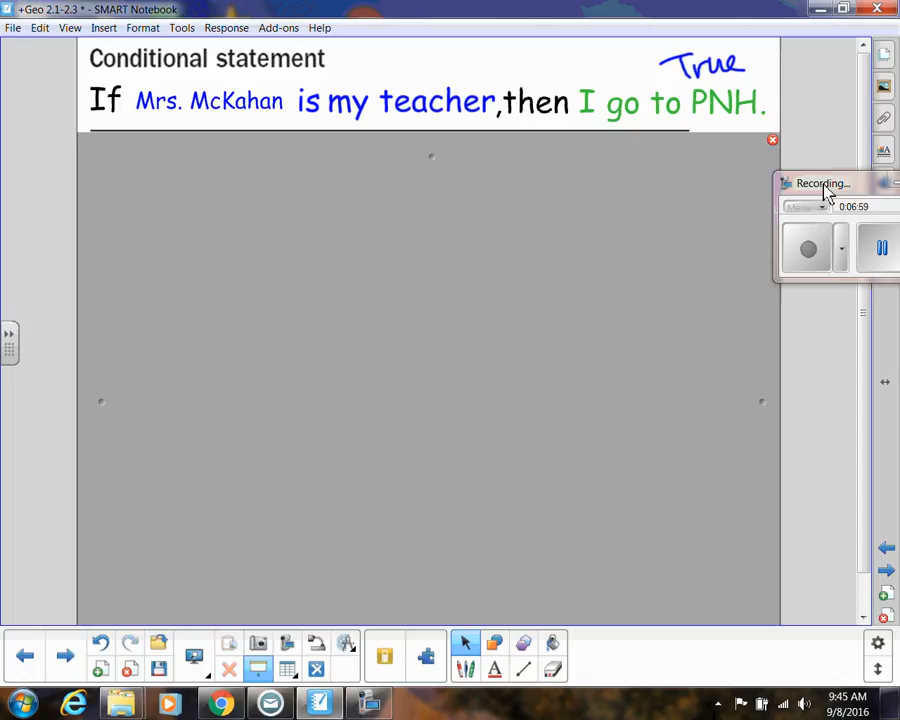 +Geo 2.1-2.3 * - SMART Notebook
File Edit View Insert Format Tools Response Add-ons Help
Conditional statement
True
If Mrs. McKahan is my teacher,then I go to PNH.
Recording...
Menu 0:06:59
9:45 AM
9/8/2016